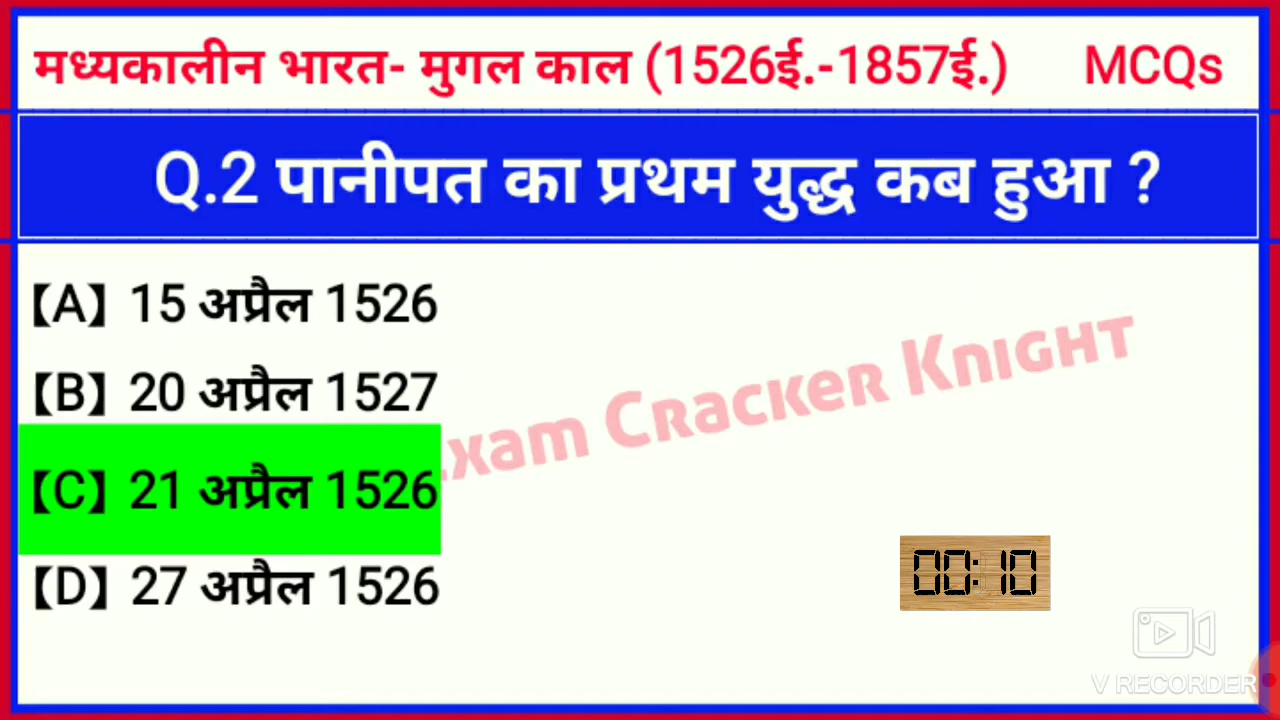 मध्यकालीन भारत- मुगल काल (1526ई.-1857ई.) MCQs
Q.2 पानीपत का प्रथम युद्ध कब हुआ ?
【A】 15 अप्रैल 1526
【B】 20 अप्रैल 1527
【C】 21 अप्रैल 1526
【D】 27 अप्रैल 1526
Exam Cracker Knight
00:10
V RECORDER